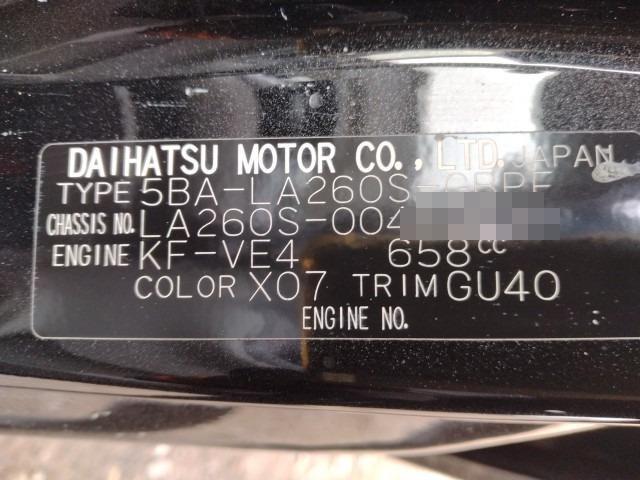 DAIHATSU MOTOR CO., LTD. JAPAN
TYPE 5BA-LA260S-GBPF
CHASSIS NO. LA260S-004
ENGINE KF-VE4 658cc
COLOR X07 TRIM GU40
ENGINE NO.